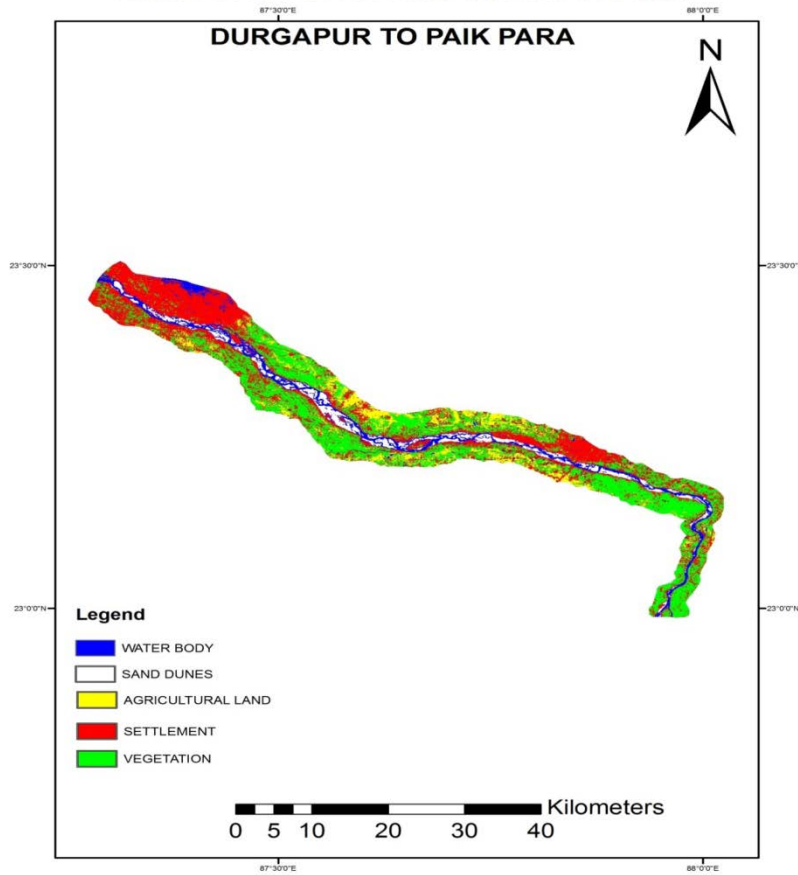 87°30'0"E 88°0'0"E
DURGAPUR TO PAIK PARA
N
23°30'0"N 23°30'0"N
23°0'0"N 23°0'0"N
Legend
WATER BODY
SAND DUNES
AGRICULTURAL LAND
SETTLEMENT
VEGETATION
Kilometers
0 5 10 20 30 40
87°30'0"E 88°0'0"E